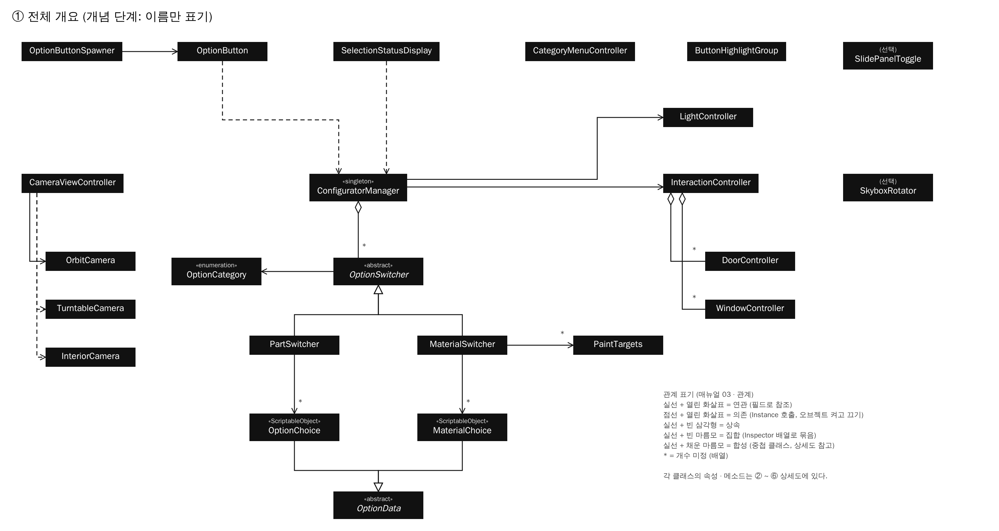 ① 전체 개요 (개념 단계: 이름만 표기)
OptionButtonSpawner
OptionButton
SelectionStatusDisplay
CategoryMenuController
ButtonHighlightGroup
(선택)
SlidePanelToggle
LightController
CameraViewController
«singleton»
ConfiguratorManager
InteractionController
(선택)
SkyboxRotator
*
*
OrbitCamera
«enumeration»
OptionCategory
«abstract»
OptionSwitcher
DoorController
*
TurntableCamera
WindowController
*
PartSwitcher
MaterialSwitcher
PaintTargets
InteriorCamera
*
*
«ScriptableObject»
OptionChoice
«ScriptableObject»
MaterialChoice
«abstract»
OptionData
관계 표기 (매뉴얼 03 · 관계)
실선 + 열린 화살표 = 연관 (필드로 참조)
점선 + 열린 화살표 = 의존 (Instance 호출, 오브젝트 켜고 끄기)
실선 + 빈 삼각형 = 상속
실선 + 빈 마름모 = 집합 (Inspector 배열로 묶음)
실선 + 채운 마름모 = 합성 (중첩 클래스, 상세도 참고)
* = 개수 미정 (배열)
각 클래스의 속성 · 메소드는 ② ~ ⑥ 상세도에 있다.